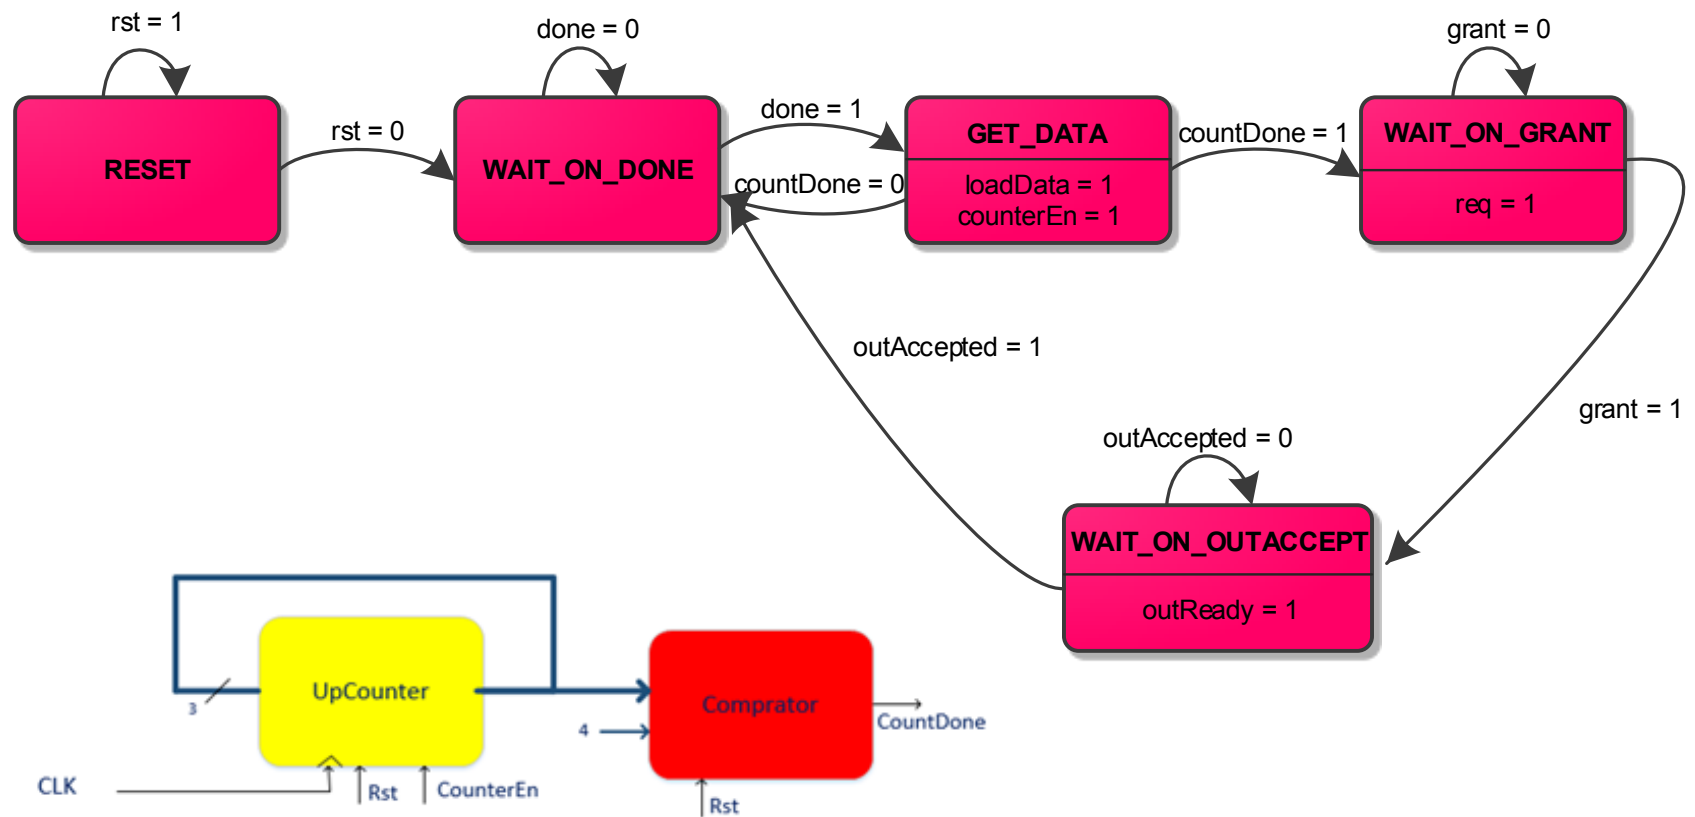 rst = 1
done = 0
grant = 0
RESET
rst = 0
WAIT_ON_DONE
done = 1
countDone = 0
GET_DATA
loadData = 1
counterEn = 1
countDone = 1
WAIT_ON_GRANT
req = 1
outAccepted = 1
grant = 1
outAccepted = 0
WAIT_ON_OUTACCEPT
outReady = 1
UpCounter
3
CLK
Rst
CounterEn
4
Comprator
CountDone
Rst